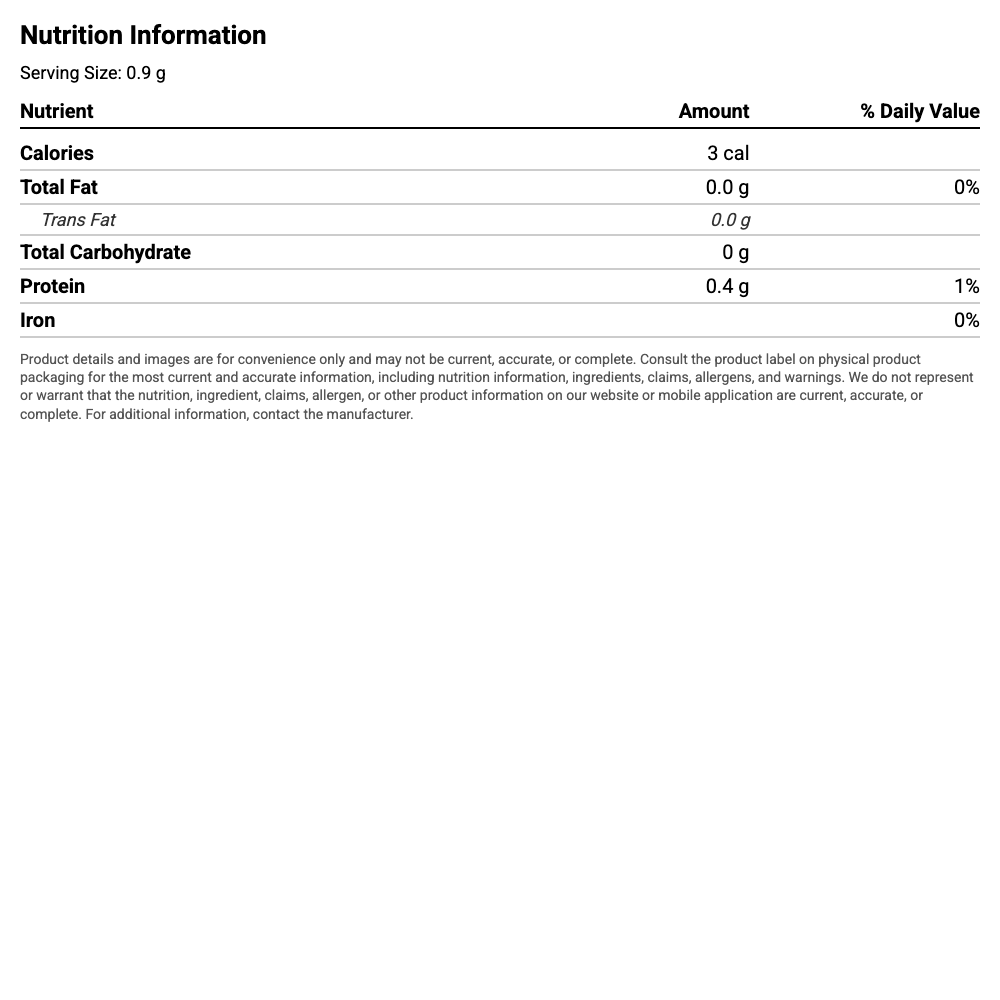 Nutrition Information
Serving Size: 0.9 g
Nutrient Amount % Daily Value
Calories 3 cal
Total Fat 0.0 g 0%
Trans Fat 0.0 g
Total Carbohydrate 0 g
Protein 0.4 g 1%
Iron 0%
Product details and images are for convenience only and may not be current, accurate, or complete. Consult the product label on physical product
packaging for the most current and accurate information, including nutrition information, ingredients, claims, allergens, and warnings. We do not represent
or warrant that the nutrition, ingredient, claims, allergen, or other product information on our website or mobile application are current, accurate, or
complete. For additional information, contact the manufacturer.